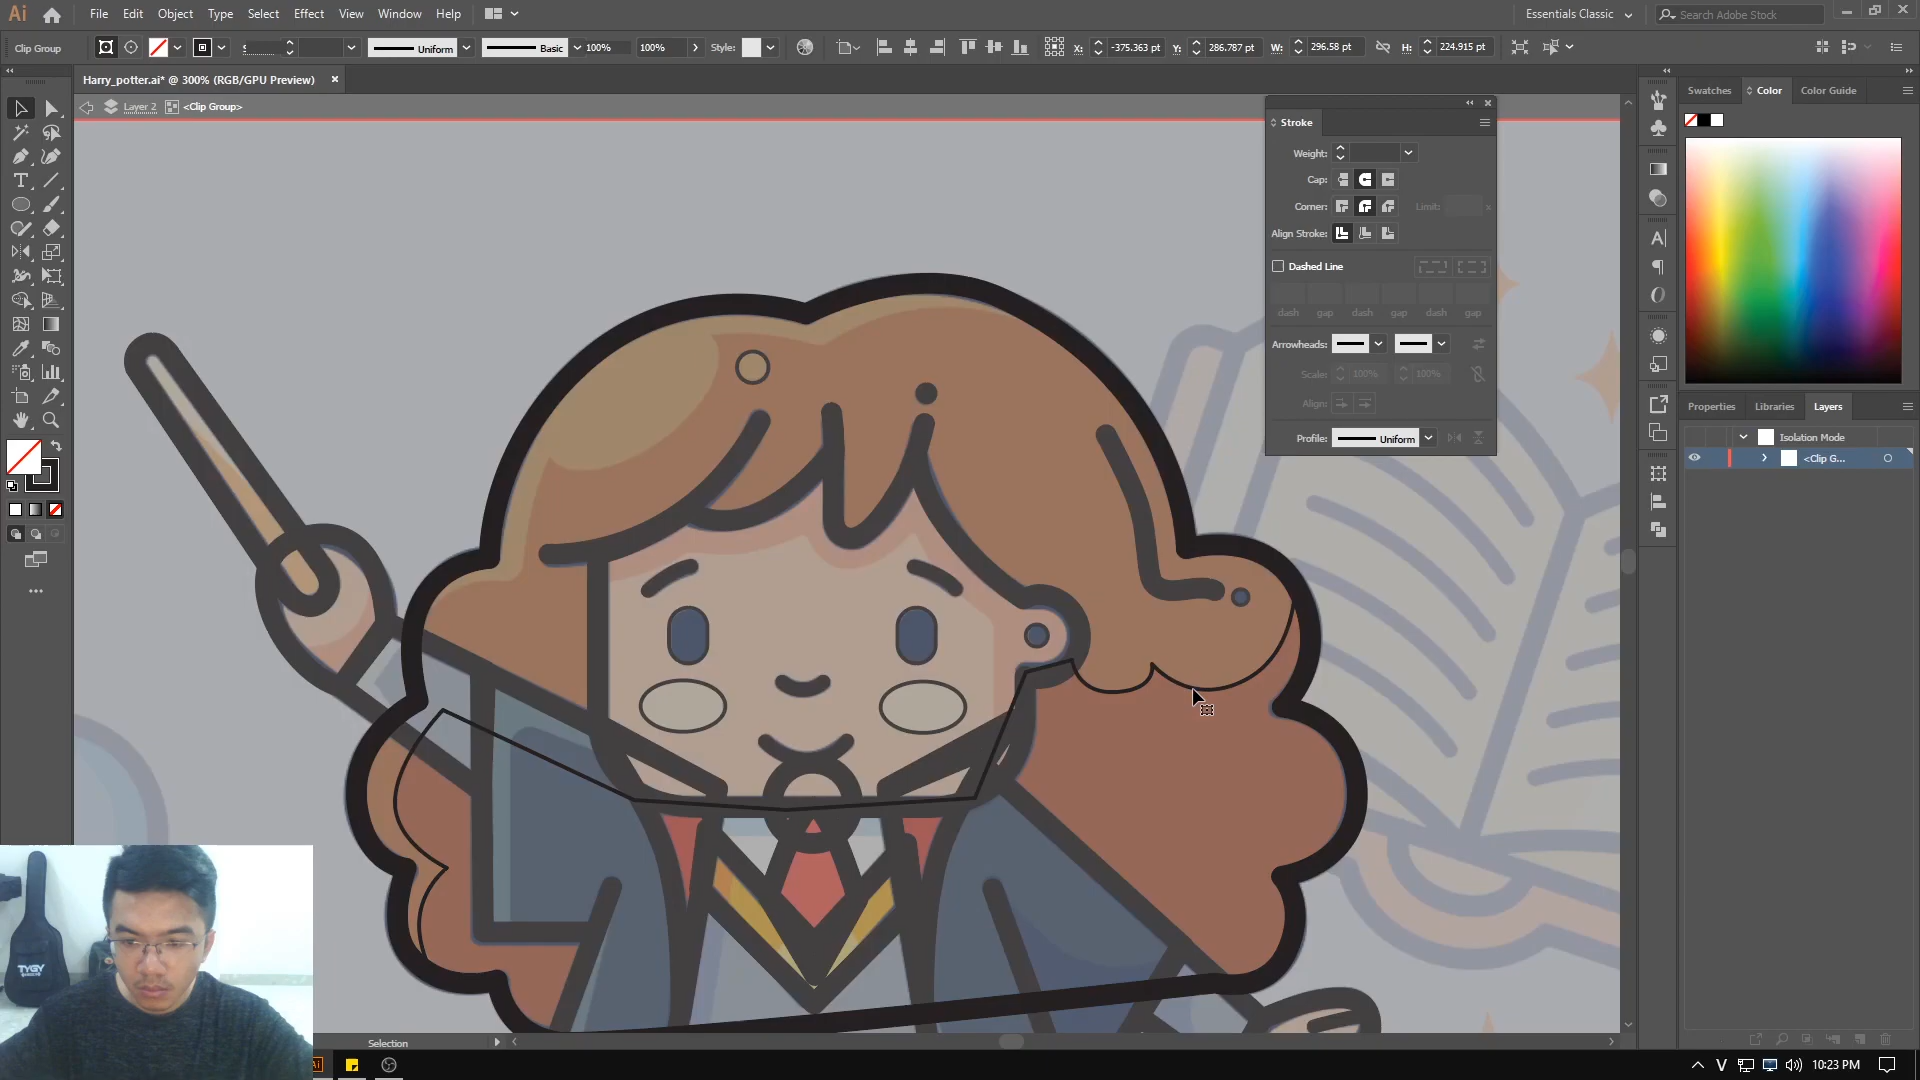 Ai File Edit Object Type Select Effect View Window Help Essentials Classic Search Adobe Stock
Clip Group Uniform Basic 100% 100% Style: X: -375.363 pt Y: 286.787 pt W: 296.58 pt H: 224.915 pt
Harry_potter.ai* @ 300% (RGB/GPU Preview)
Layer 2 <Clip Group>
Stroke
Weight:
Cap:
Corner: Limit: x
Align Stroke:
Dashed Line
dash gap dash gap dash gap
Arrowheads:
Scale: 100% 100%
Align:
Profile: Uniform
Swatches Color Color Guide
Properties Libraries Layers
Isolation Mode
<Clip G...
TYGY
Selection
Ai V 10:23 PM